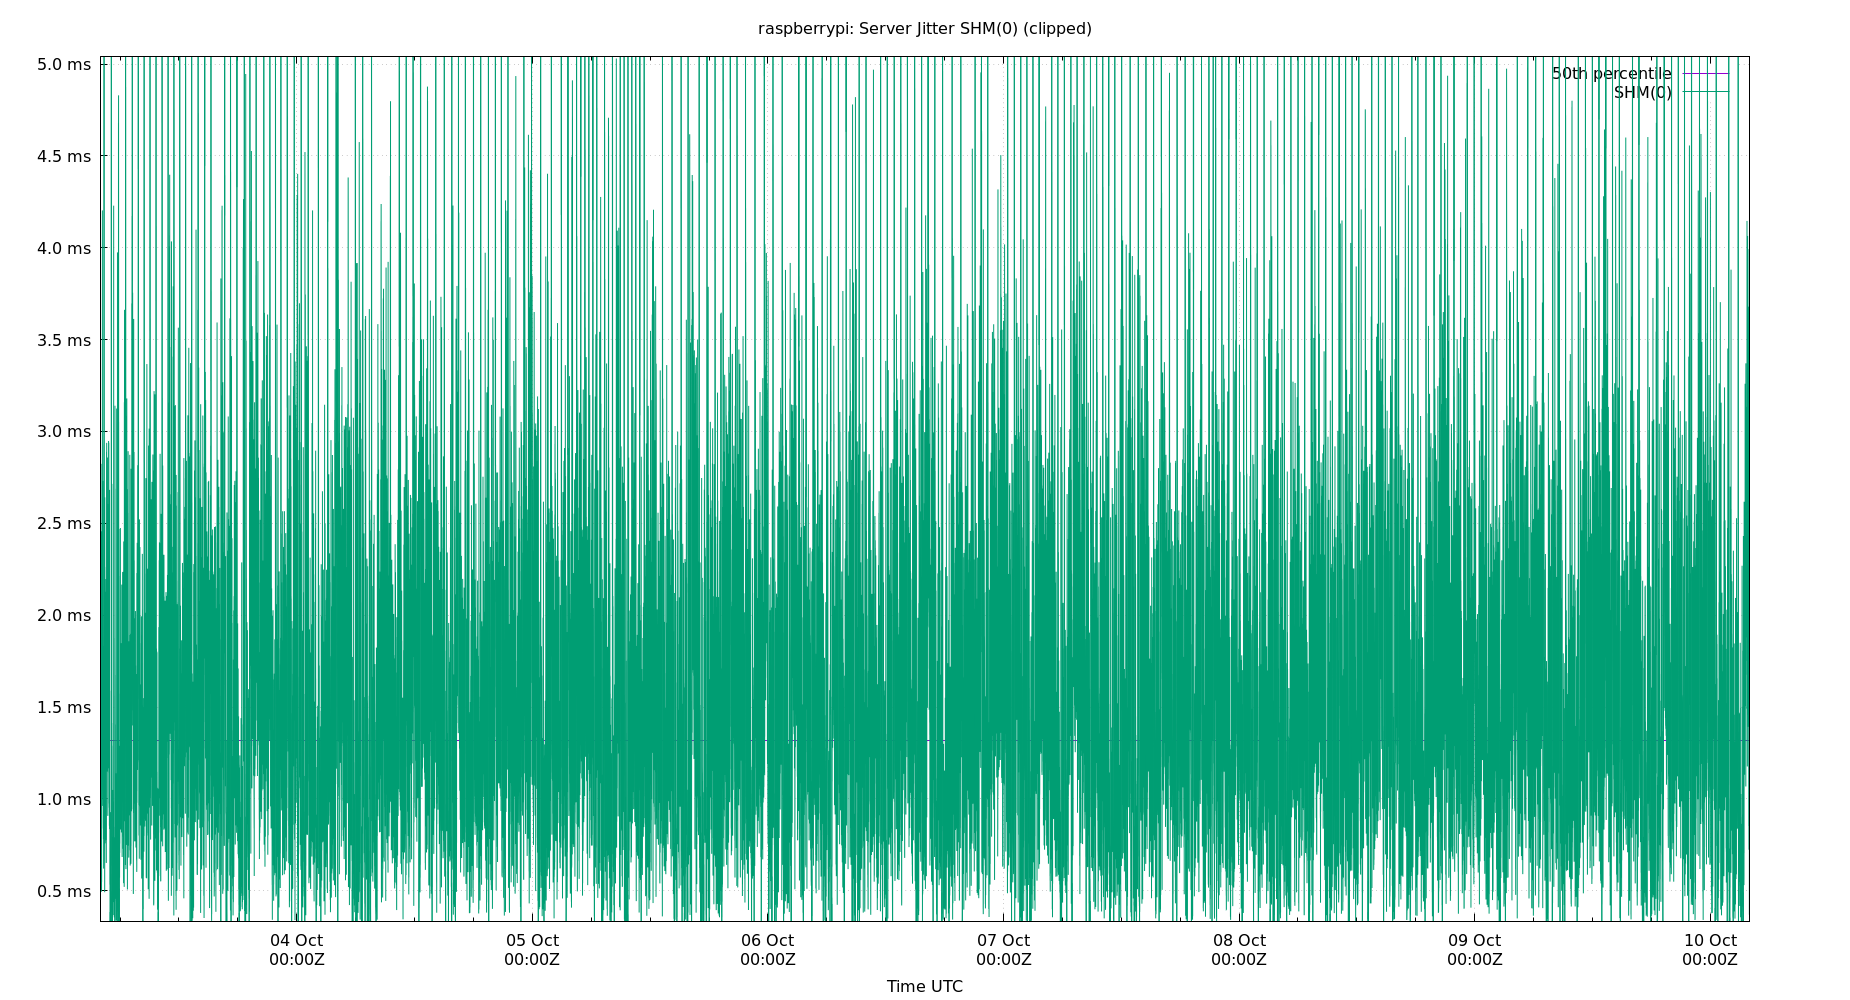 raspberrypi: Server Jitter SHM(0) (clipped)
5.0 ms
50th percentile
SHM(0)
4.5 ms
4.0 ms
3.5 ms
3.0 ms
2.5 ms
2.0 ms
1.5 ms
1.0 ms
0.5 ms
04 Oct 05 Oct 06 Oct 07 Oct 08 Oct 09 Oct 10 Oct
00:00Z 00:00Z 00:00Z 00:00Z 00:00Z 00:00Z 00:00Z
Time UTC